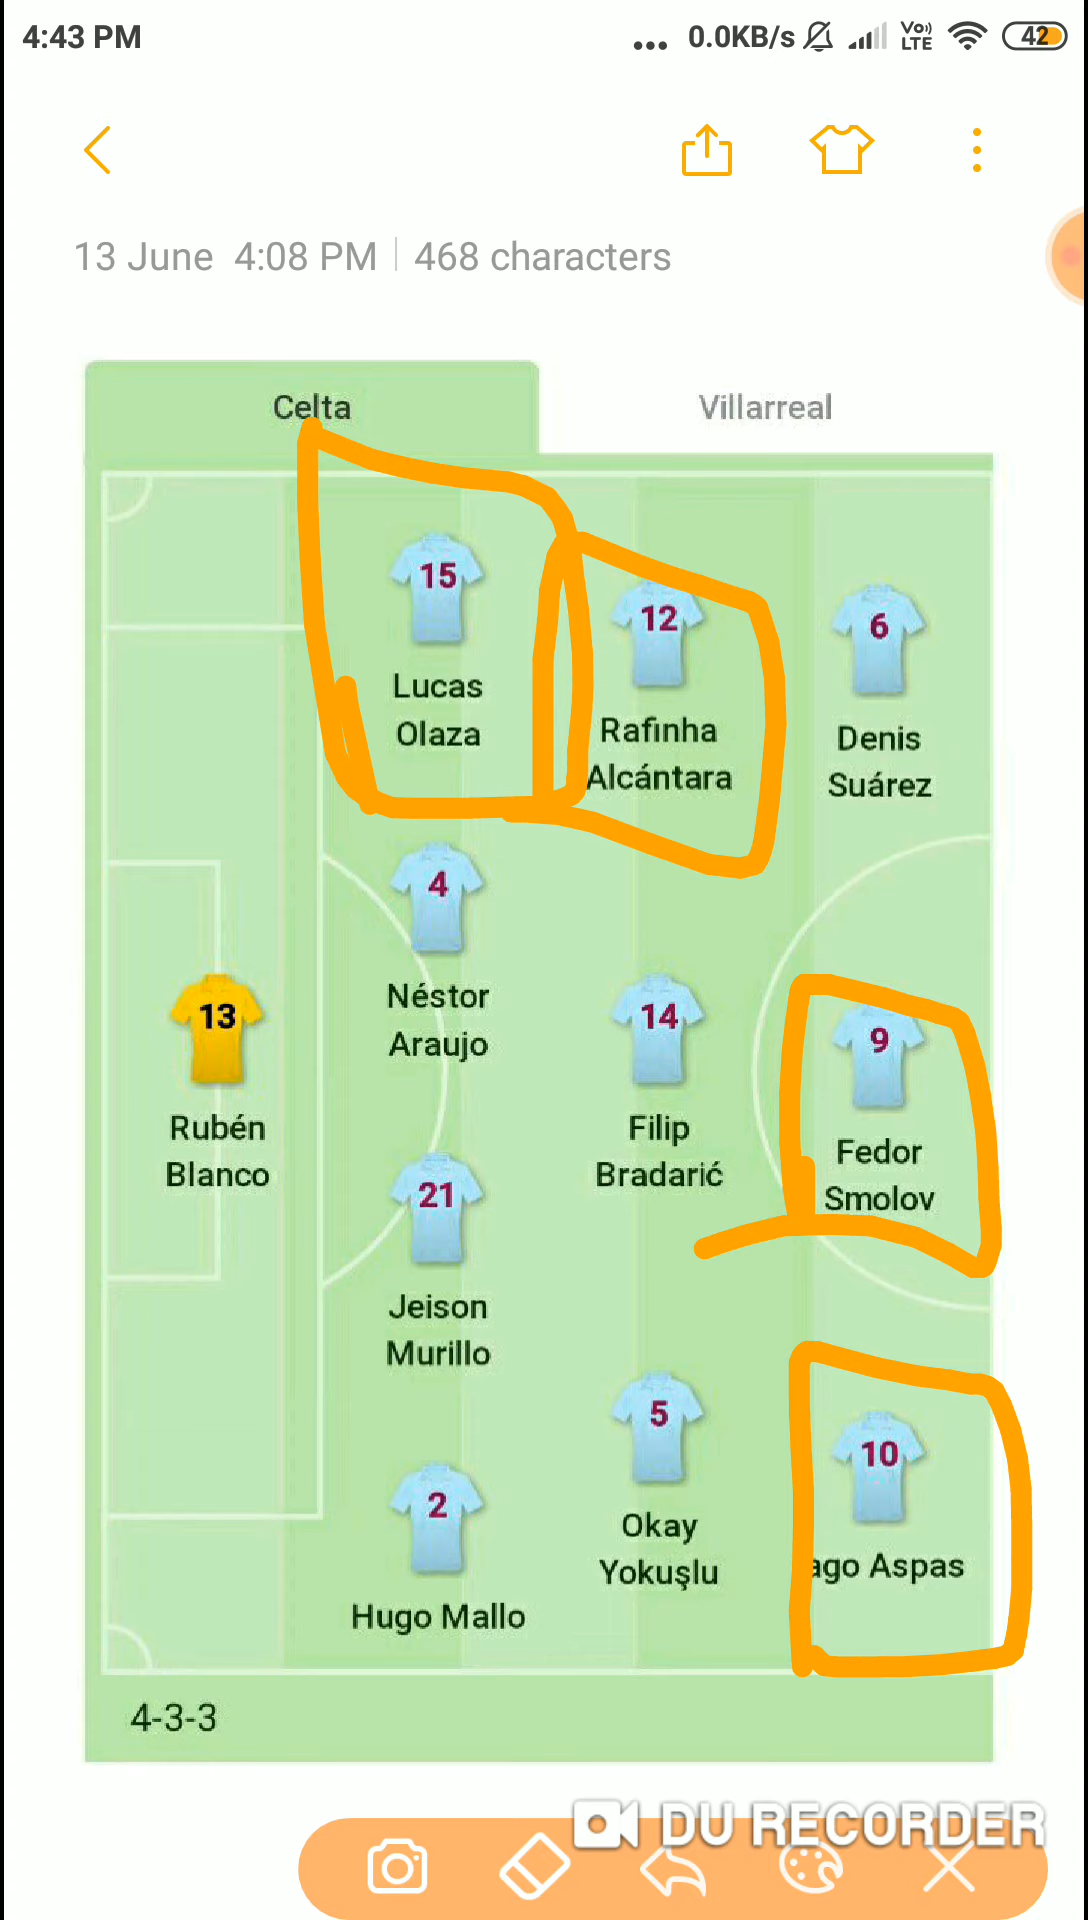 4:43 PM
... 0.0KB/s Vo)) LTE 42
13 June 4:08 PM | 468 characters
Celta
Villarreal
15
Lucas
Olaza
12
Rafinha
Alcántara
6
Denis
Suárez
4
Néstor
Araujo
13
Rubén
Blanco
14
Filip
Bradarić
9
Fedor
Smolov
21
Jeison
Murillo
5
Okay
Yokuşlu
10
ago Aspas
2
Hugo Mallo
4-3-3
DU RECORDER